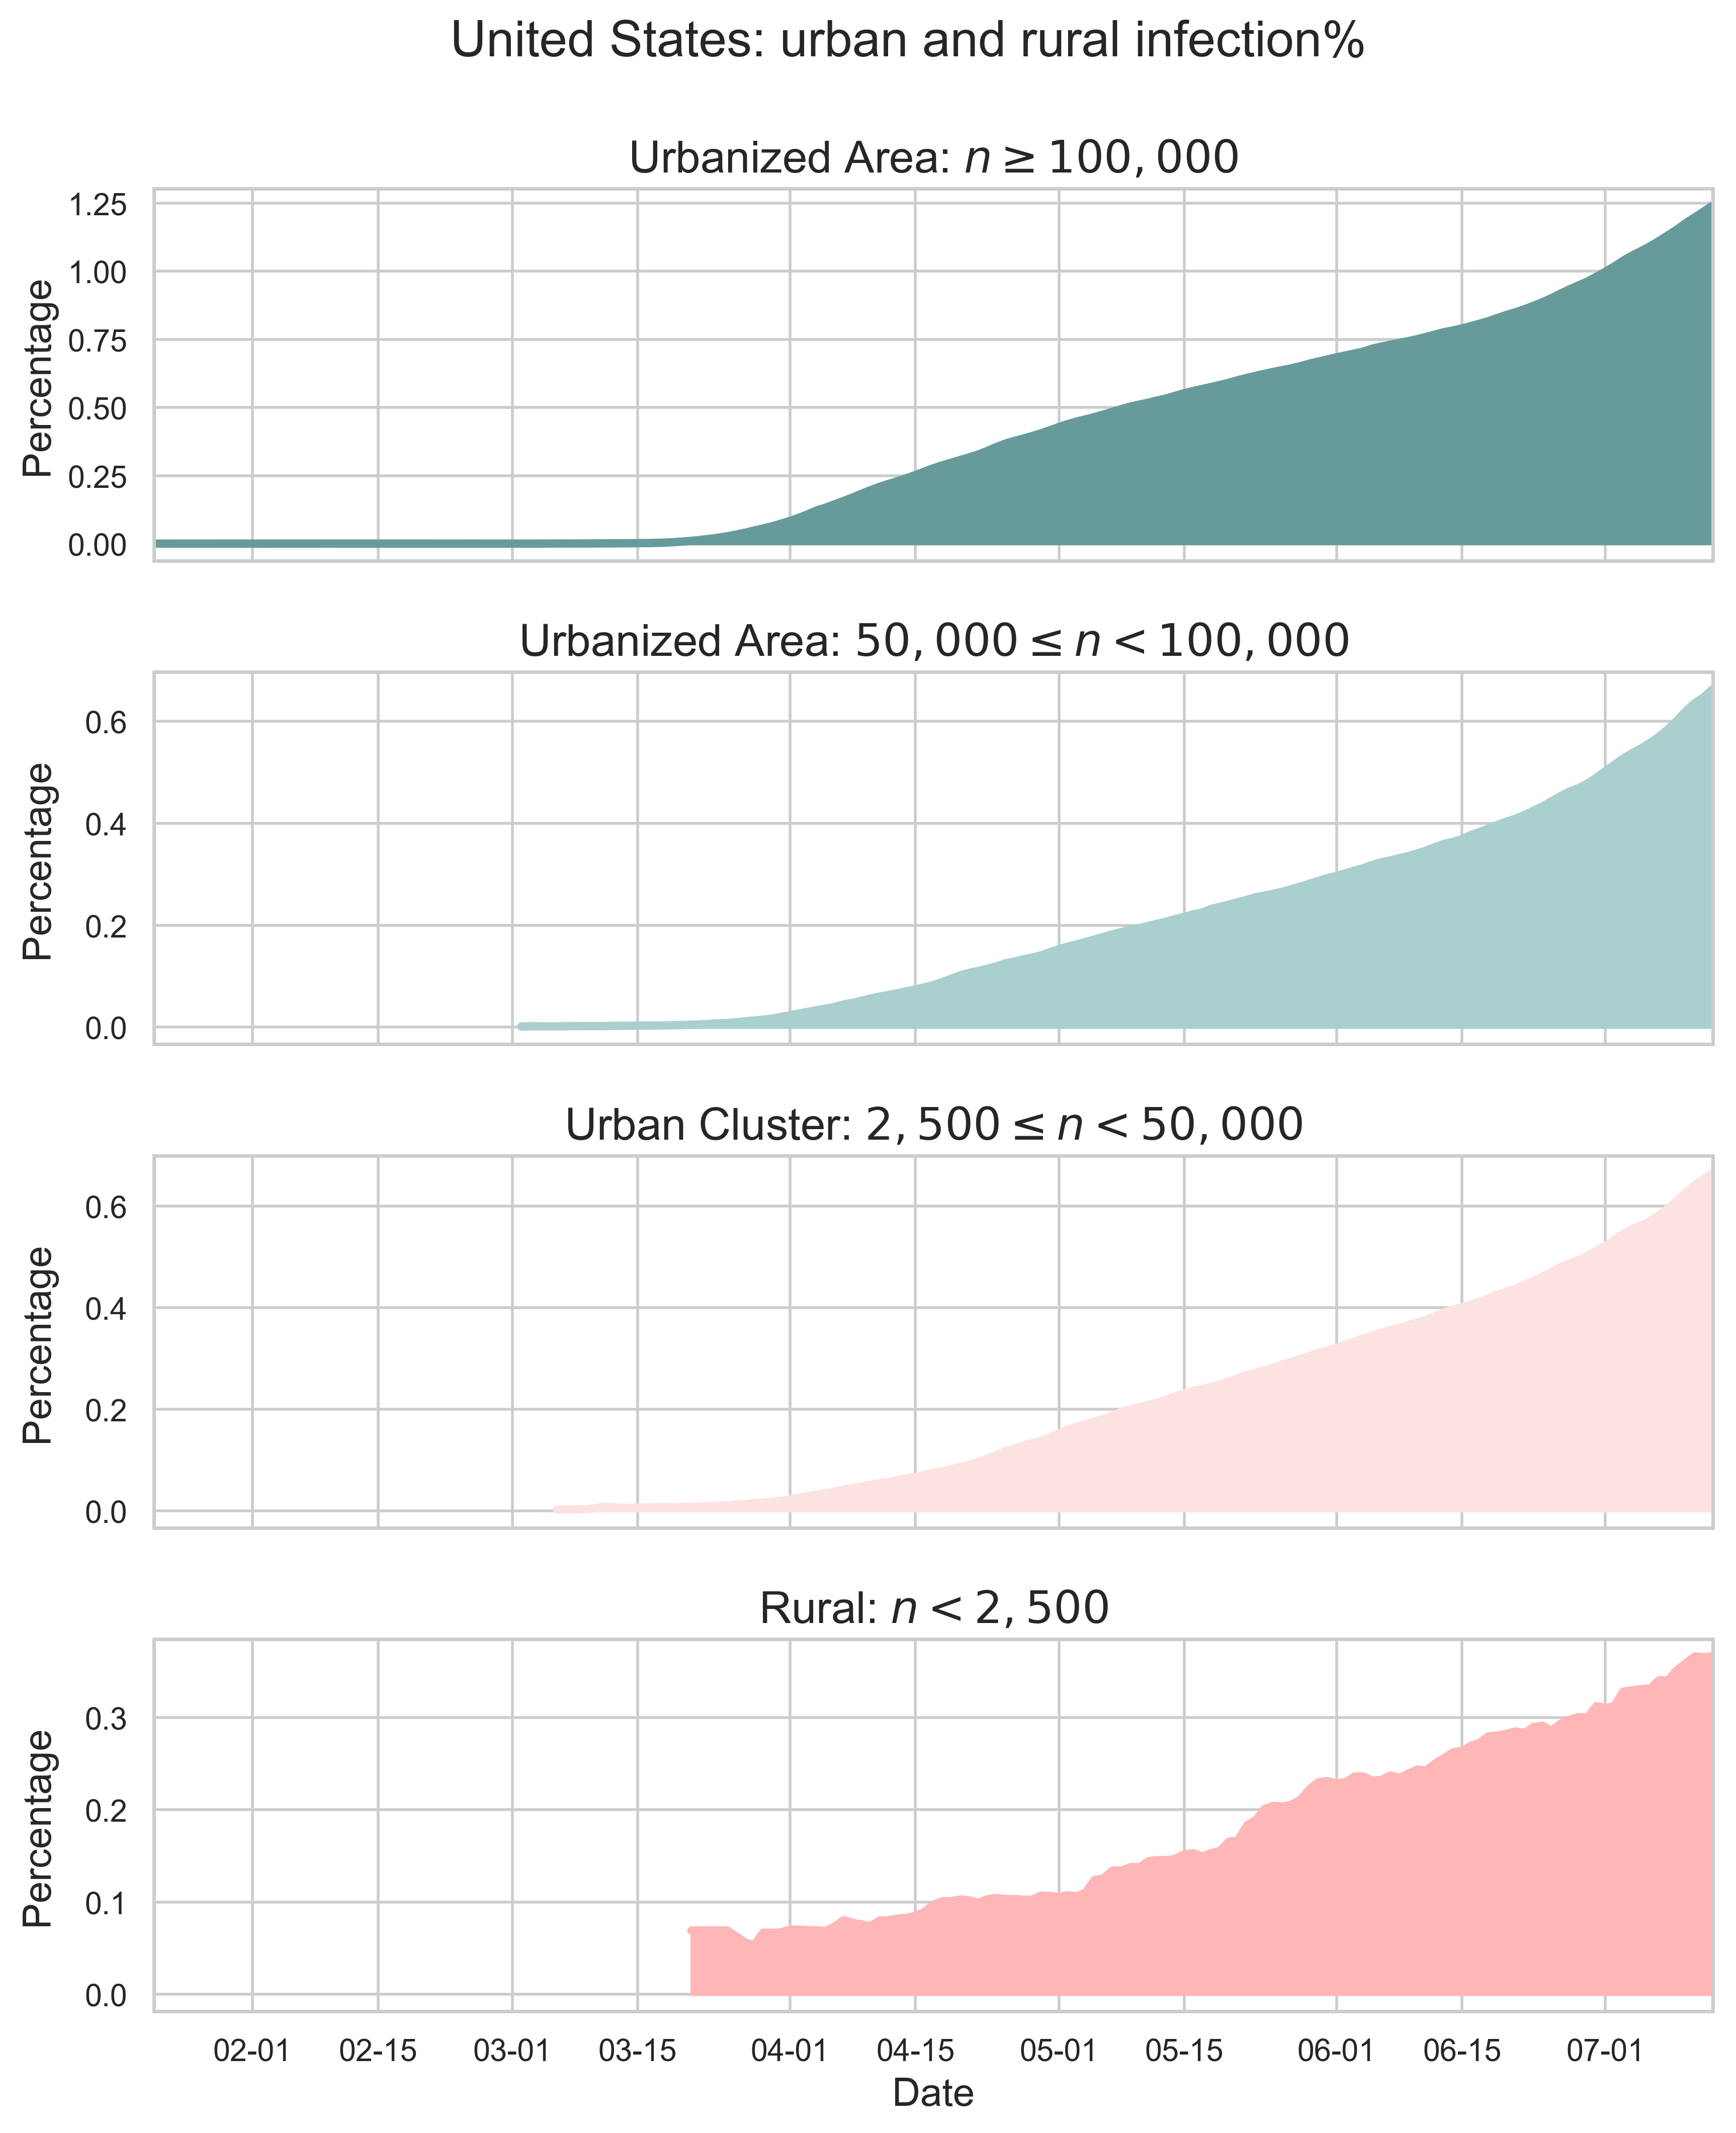 United States: urban and rural infection%
Urbanized Area: n ≥ 100,000
Percentage
1.25
1.00
0.75
0.50
0.25
0.00
Urbanized Area: 50,000 ≤ n < 100,000
Percentage
0.6
0.4
0.2
0.0
Urban Cluster: 2,500 ≤ n < 50,000
Percentage
0.6
0.4
0.2
0.0
Rural: n < 2,500
Percentage
0.3
0.2
0.1
0.0
02-01 02-15 03-01 03-15 04-01 04-15 05-01 05-15 06-01 06-15 07-01
Date